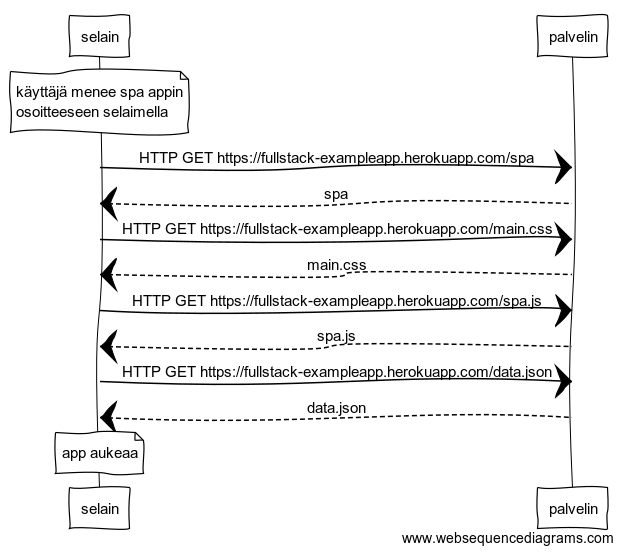 selain
palvelin
käyttäjä menee spa appin
osoitteeseen selaimella
HTTP GET https://fullstack-exampleapp.herokuapp.com/spa
spa
HTTP GET https://fullstack-exampleapp.herokuapp.com/main.css
main.css
HTTP GET https://fullstack-exampleapp.herokuapp.com/spa.js
spa.js
HTTP GET https://fullstack-exampleapp.herokuapp.com/data.json
data.json
app aukeaa
selain
palvelin
www.websequencediagrams.com